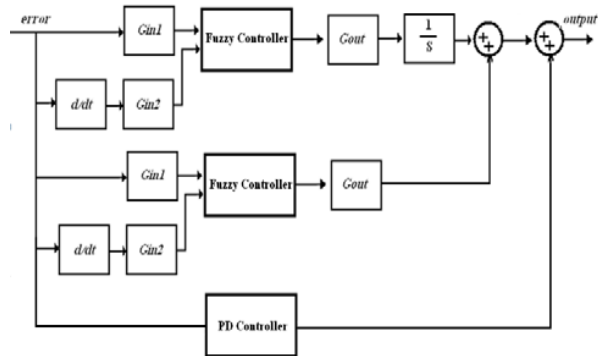 error
output
Gin1
Fuzzy Controller
Gout
1
S
+
+
+
+
d/dt
Gin2
Gin1
Fuzzy Controller
Gout
d/dt
Gin2
PD Controller